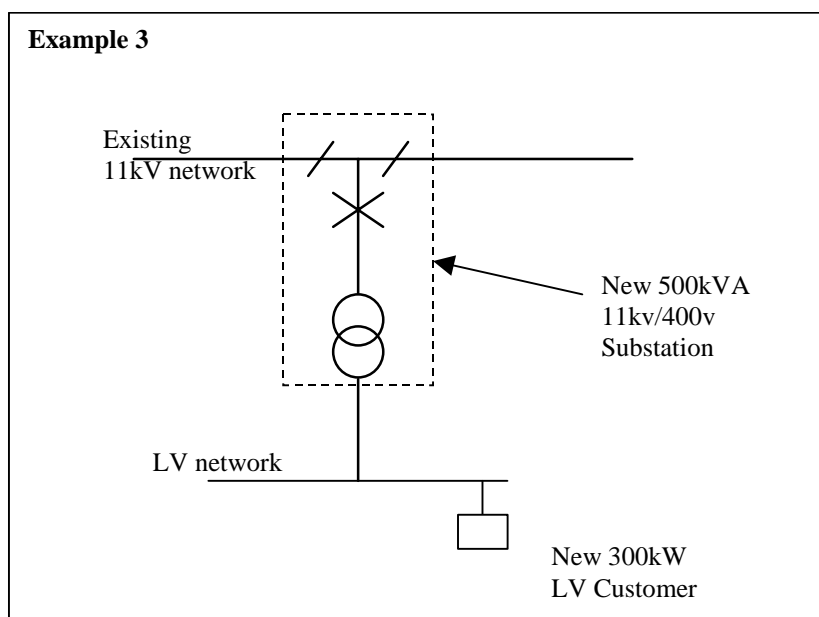 Example 3
Existing
11kV network
New 500kVA
11kv/400v
Substation
LV network
New 300kW
LV Customer